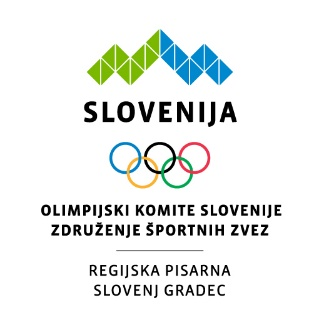 SLOVENIJA
OLIMPIJSKI KOMITE SLOVENIJE
ZDRUŽENJE ŠPORTNIH ZVEZ
REGIJSKA PISARNA
SLOVENJ GRADEC